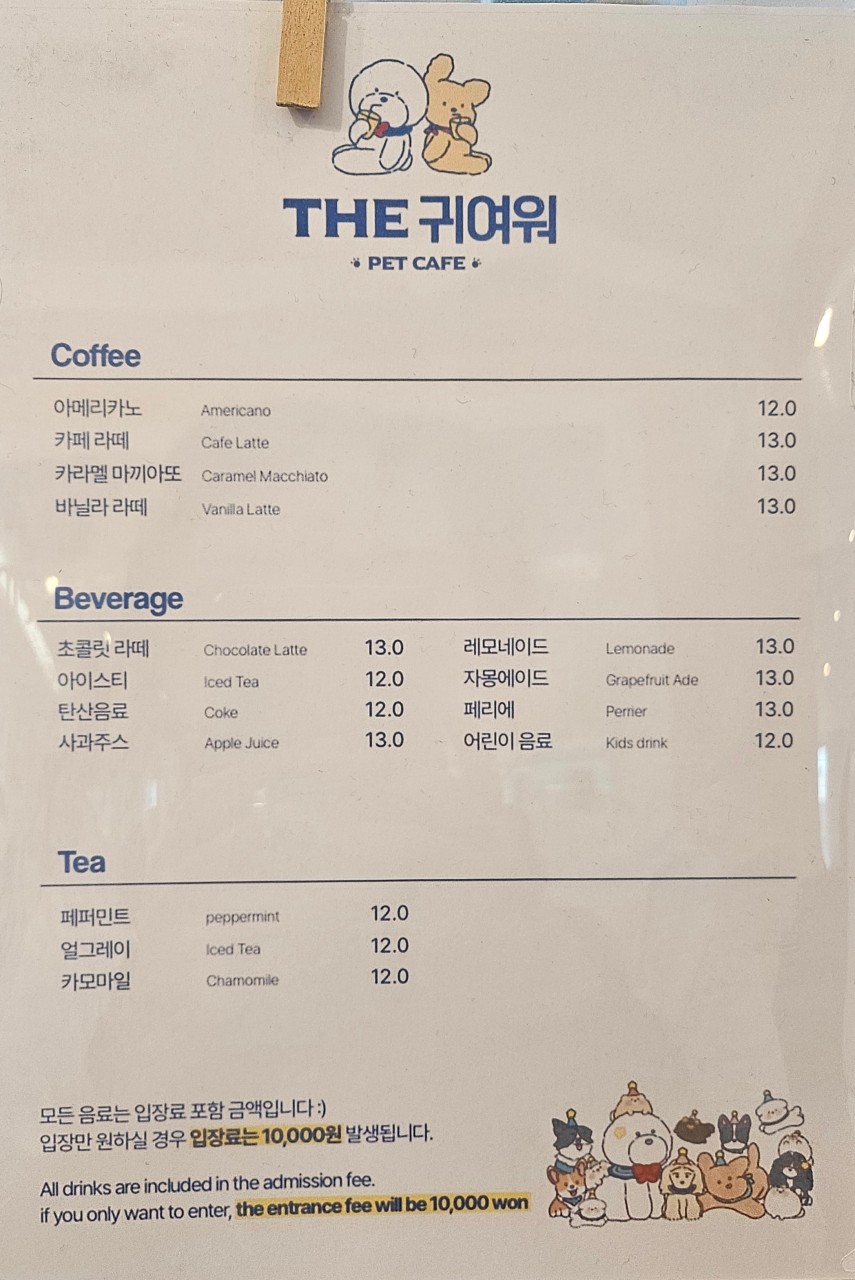 THE 귀여워
PET CAFE
Coffee
아메리카노 Americano 12.0
카페 라떼 Cafe Latte 13.0
카라멜 마끼아또 Caramel Macchiato 13.0
바닐라 라떼 Vanilla Latte 13.0
Beverage
초콜릿 라떼 Chocolate Latte 13.0 레모네이드 Lemonade 13.0
아이스티 Iced Tea 12.0 자몽에이드 Grapefruit Ade 13.0
탄산음료 Coke 12.0 페리에 Perrier 13.0
사과주스 Apple Juice 13.0 어린이 음료 Kids drink 12.0
Tea
페퍼민트 peppermint 12.0
얼그레이 Iced Tea 12.0
카모마일 Chamomile 12.0
모든 음료는 입장료 포함 금액입니다 :)
입장만 원하실 경우 입장료는 10,000원 발생됩니다.
All drinks are included in the admission fee.
if you only want to enter, the entrance fee will be 10,000 won